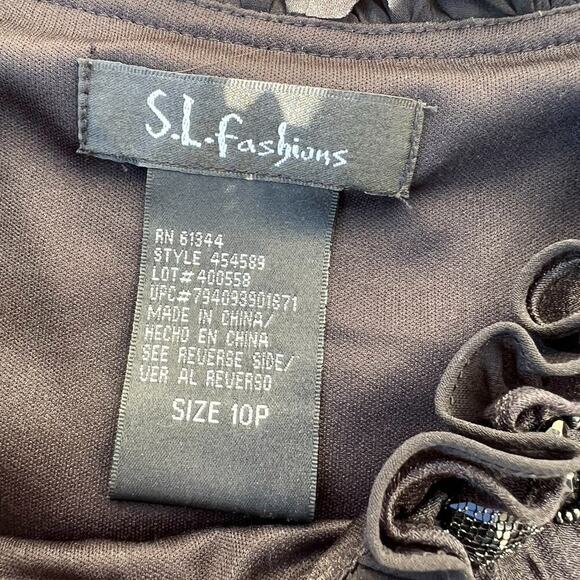 S.L. fashions
RN 61344
STYLE 454589
LOT# 400558
UPC#794093901671
MADE IN CHINA/
HECHO EN CHINA
SEE REVERSE SIDE/
VER AL REVERSO
SIZE 10P